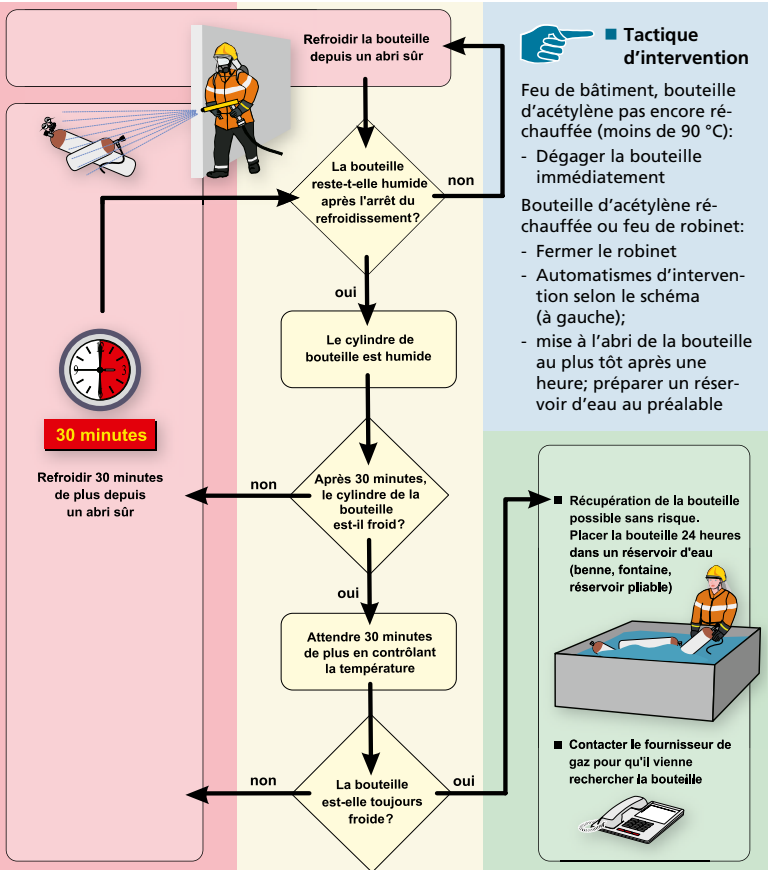 Refroidir la bouteille
depuis un abri sûr
La bouteille
reste-t-elle humide
après l'arrêt du
refroidissement?
non
oui
Le cylindre de
bouteille est humide
9
3
30 minutes
Refroidir 30 minutes
de plus depuis
un abri sûr
non
Après 30 minutes,
le cylindre de la
bouteille
est-il froid?
oui
Attendre 30 minutes
de plus en contrôlant
la température
non
La bouteille
est-elle toujours
froide?
oui
■ Tactique
d'intervention
Feu de bâtiment, bouteille
d'acétylène pas encore ré-
chauffée (moins de 90 °C):
- Dégager la bouteille
immédiatement
Bouteille d'acétylène ré-
chauffée ou feu de robinet:
- Fermer le robinet
- Automatismes d'interven-
tion selon le schéma
(à gauche);
- mise à l'abri de la bouteille
au plus tôt après une
heure; préparer un réser-
voir d'eau au préalable
■ Récupération de la bouteille
possible sans risque.
Placer la bouteille 24 heures
dans un réservoir d'eau
(benne, fontaine,
réservoir pliable)
■ Contacter le fournisseur de
gaz pour qu'il vienne
rechercher la bouteille